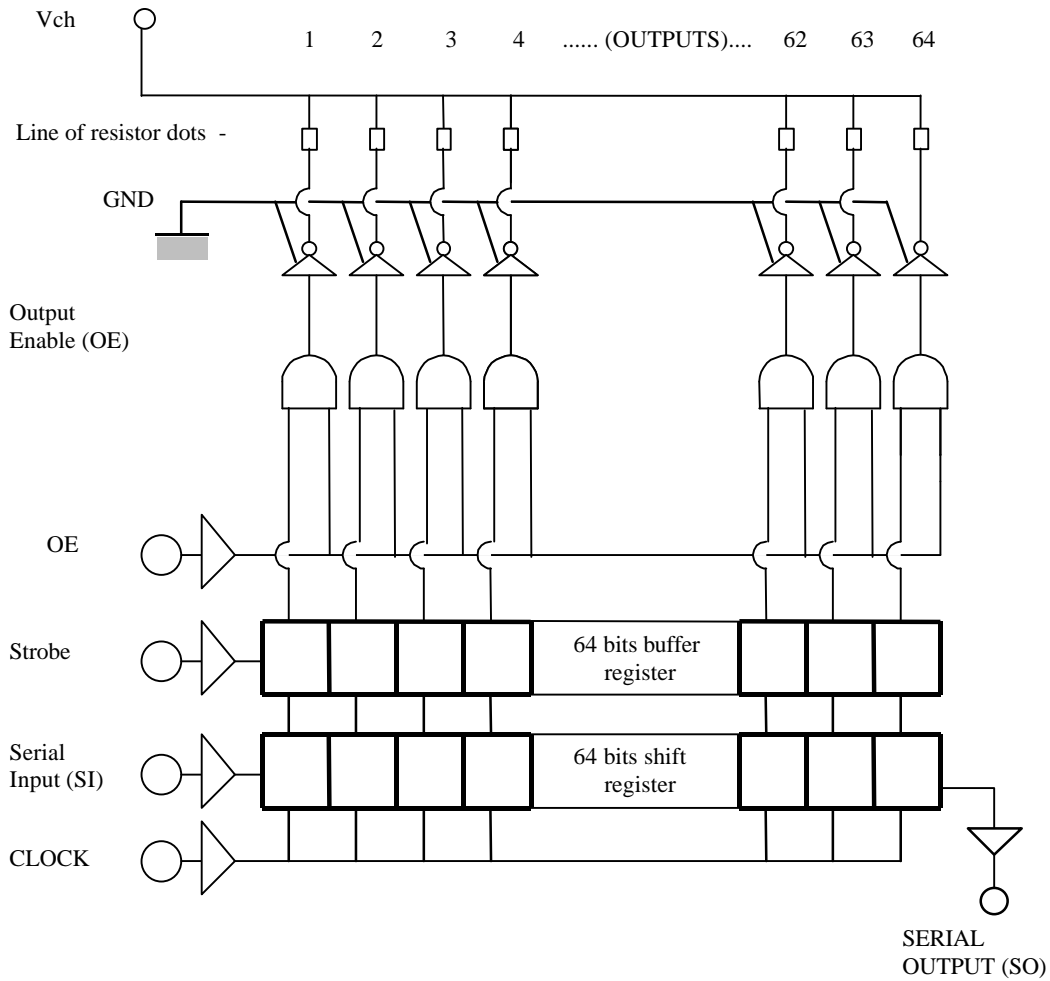 Vch
1 2 3 4 ...... (OUTPUTS).... 62 63 64
Line of resistor dots -
GND
Output
Enable (OE)
OE
Strobe
64 bits buffer
register
Serial
Input (SI)
64 bits shift
register
CLOCK
SERIAL
OUTPUT (SO)